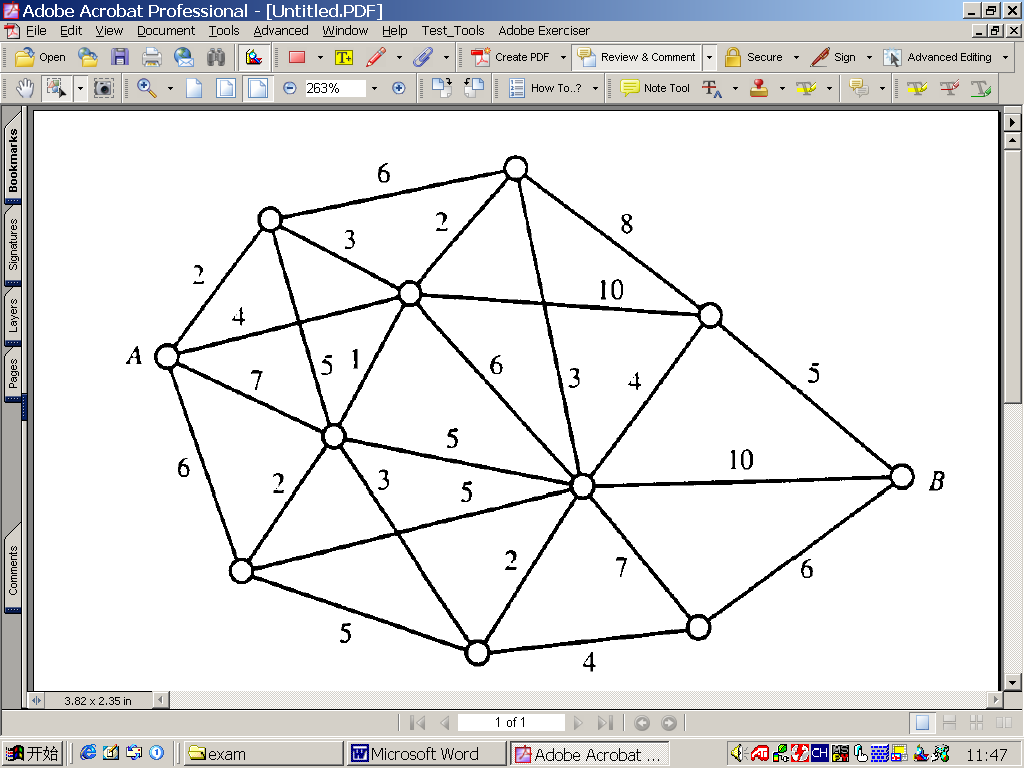 Adobe Acrobat Professional - [Untitled.PDF]
File Edit View Document Tools Advanced Window Help Test_Tools Adobe Exerciser
Open Create PDF Review & Comment Secure Sign Advanced Editing
263% How To..? Note Tool
Bookmarks
Signatures
Layers
Pages
Comments
6
2
8
3
2
10
4
A
5
1
7
6
3
4
5
5
6
2
3
5
10
B
2
7
6
5
4
3.82 x 2.35 in
1 of 1
开始 exam Microsoft Word Adobe Acrobat ... CH 11:47